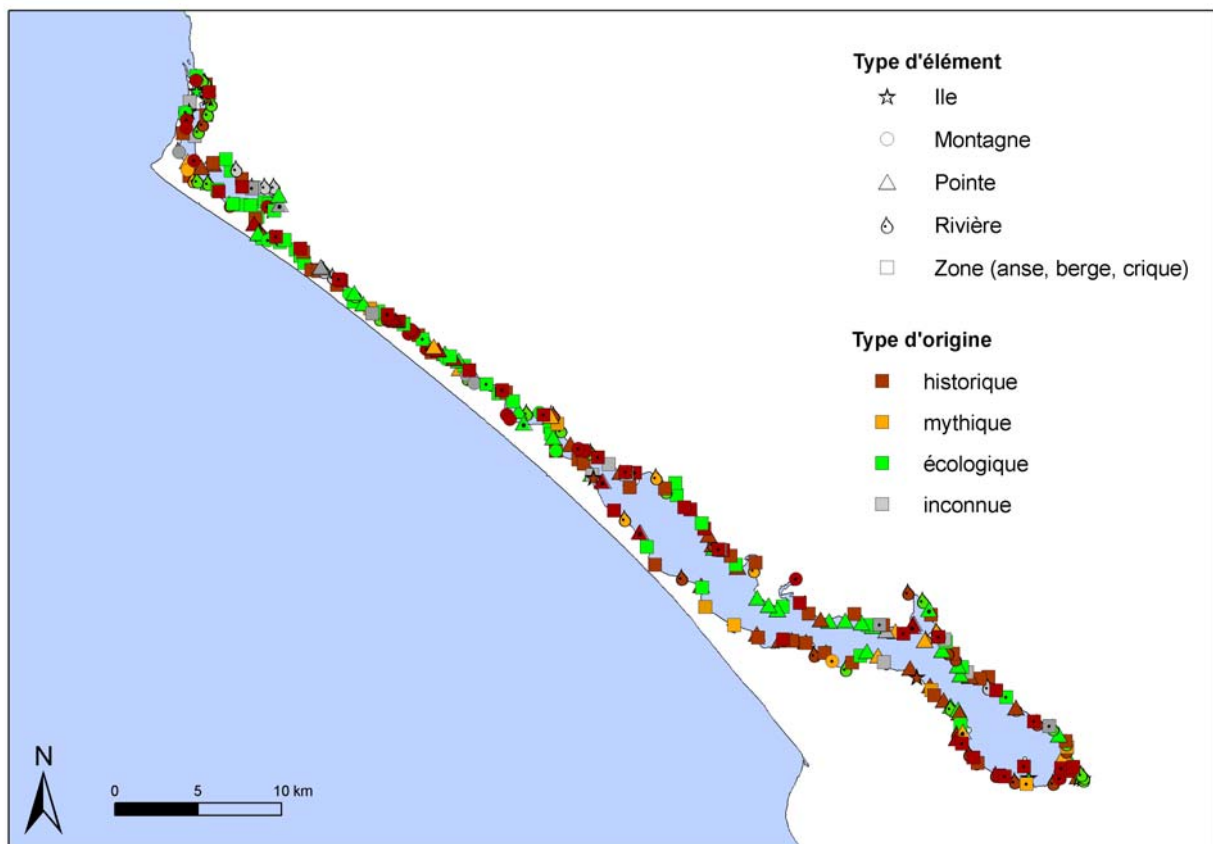 Type d'élément
Ile
Montagne
Pointe
Rivière
Zone (anse, berge, crique)
Type d'origine
historique
mythique
écologique
inconnue
N
0 5 10 km